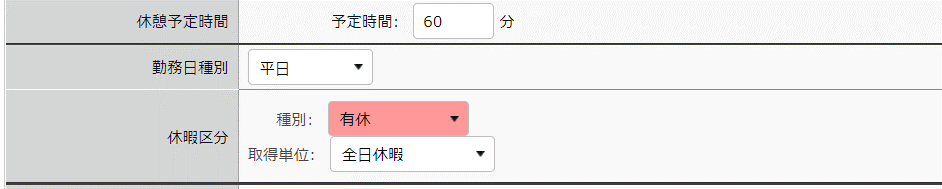 休憩予定時間 予定時間: 60 分
勤務日種別 平日
種別: 有休
休暇区分
取得単位: 全日休暇